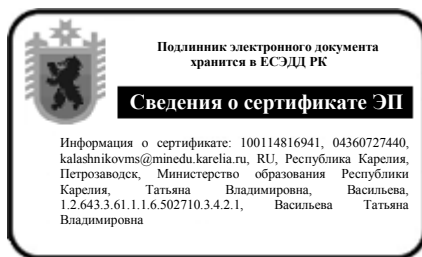 Подлинник электронного документа
хранится в ЕСЭДД РК
Сведения о сертификате ЭП
Информация о сертификате: 100114816941, 04360727440,
kalashnikovms@minedu.karelia.ru, RU, Республика Карелия,
Петрозаводск, Министерство образования Республики
Карелия, Татьяна Владимировна, Васильева,
1.2.643.3.61.1.1.6.502710.3.4.2.1, Васильева Татьяна
Владимировна